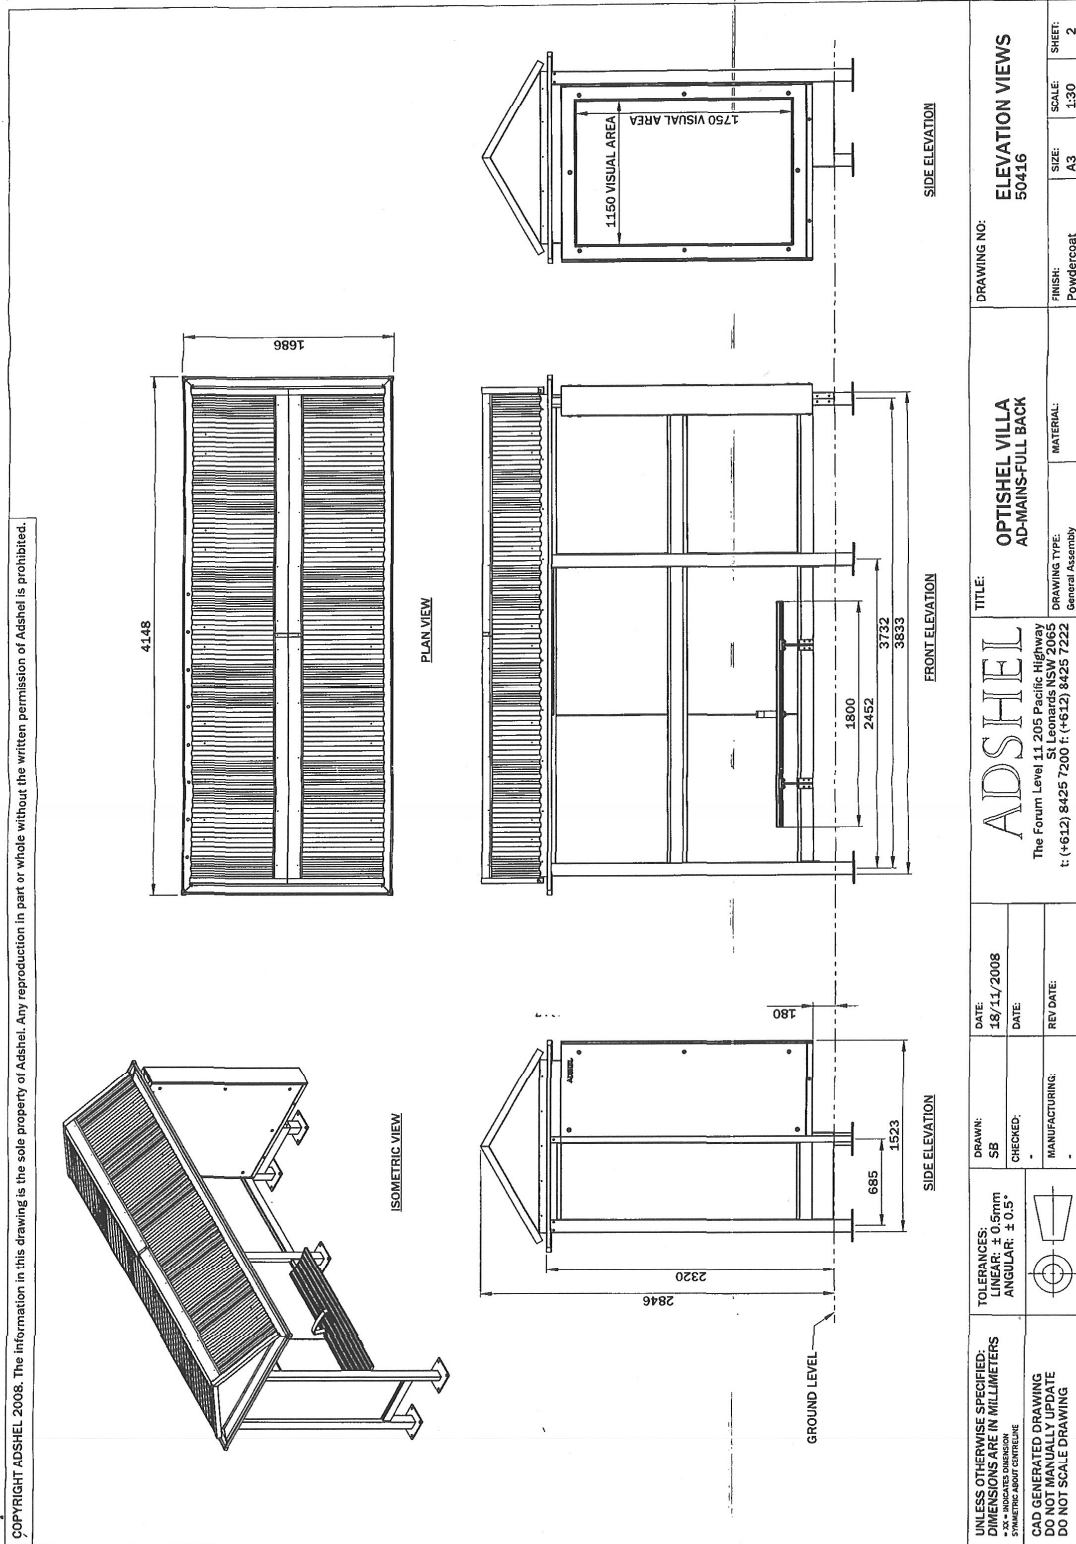 COPYRIGHT ADSHEL 2008. The information in this drawing is the sole property of Adshel. Any reproduction in part or whole without the written permission of Adshel is prohibited.
ISOMETRIC VIEW
4148
1686
PLAN VIEW
2846
2320
GROUND LEVEL
685
1523
180
SIDE ELEVATION
1800
2452
3732
3833
FRONT ELEVATION
1150 VISUAL AREA
1750 VISUAL AREA
SIDE ELEVATION
UNLESS OTHERWISE SPECIFIED:
DIMENSIONS ARE IN MILLIMETERS
= XX = INDICATES DIMENSION
SYMMETRIC ABOUT CENTRELINE
CAD GENERATED DRAWING
DO NOT MANUALLY UPDATE
DO NOT SCALE DRAWING
TOLERANCES:
LINEAR: ± 0.5mm
ANGULAR: ± 0.5°
DRAWN:
SB
DATE:
18/11/2008
CHECKED:
-
DATE:
MANUFACTURING:
-
REV DATE:
ADSHEL
The Forum Level 11 205 Pacific Highway
St Leonards NSW 2065
t: (+612) 8425 7200 f: (+612) 8425 7222
TITLE:
OPTISHEL VILLA
AD-MAINS-FULL BACK
DRAWING TYPE:
General Assembly
MATERIAL:
DRAWING NO:
ELEVATION VIEWS
50416
FINISH:
Powdercoat
SIZE:
A3
SCALE:
1:30
SHEET:
2